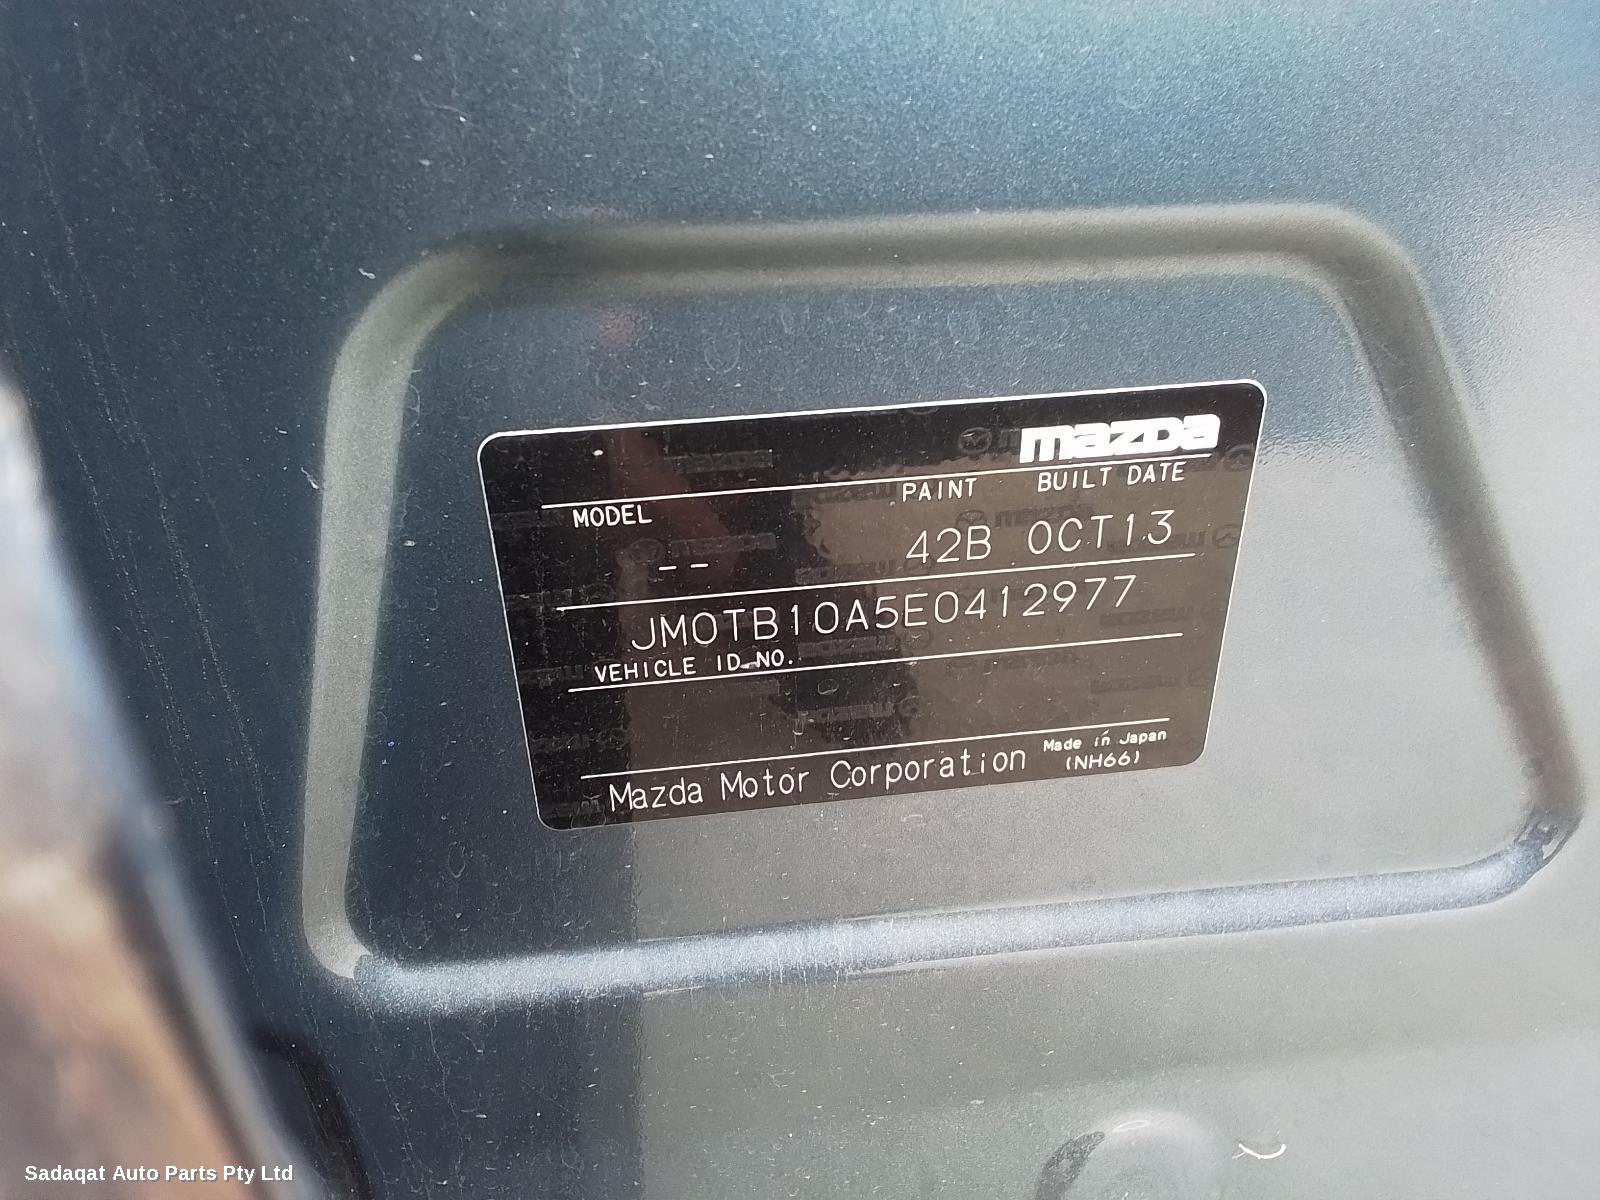 mazda
MODEL PAINT BUILT DATE
-- 42B OCT13
JM0TB10A5E0412977
VEHICLE ID NO.
Mazda Motor Corporation Made in Japan
(NH66)
Sadaqat Auto Parts Pty Ltd